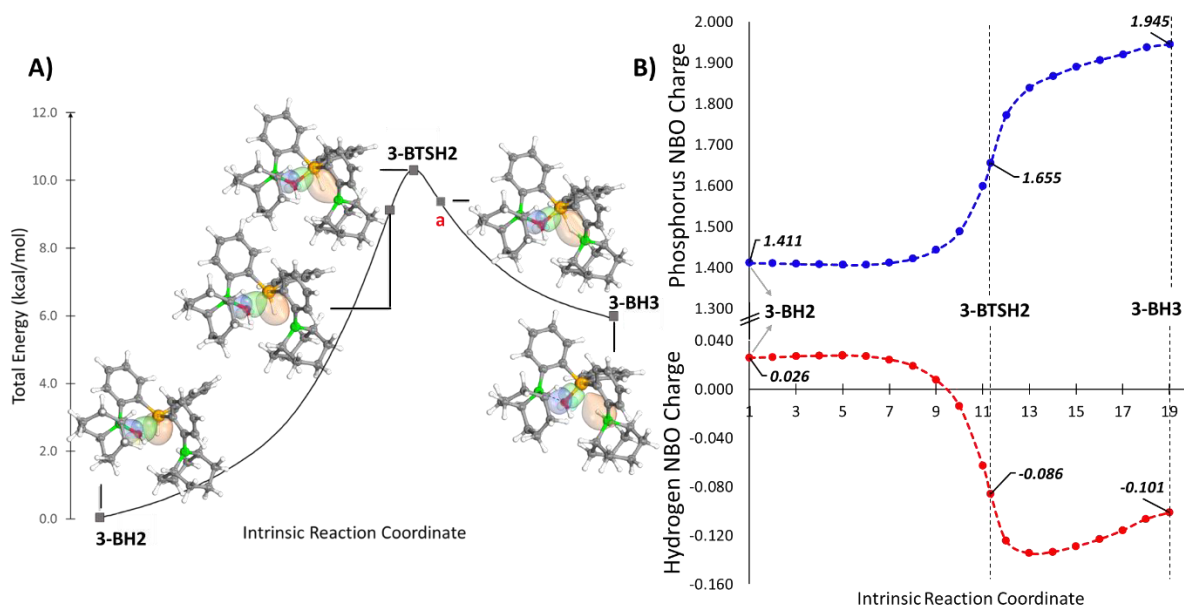 A)
Total Energy (kcal/mol)
12.0
10.0
8.0
6.0
4.0
2.0
0.0
3-BH2
3-BTSH2
a
3-BH3
Intrinsic Reaction Coordinate
B)
Phosphorus NBO Charge
2.000
1.900
1.800
1.700
1.600
1.500
1.400
1.300
1.411
1.655
1.945
3-BH2
3-BTSH2
3-BH3
Hydrogen NBO Charge
0.040
0.000
-0.040
-0.080
-0.120
-0.160
0.026
-0.086
-0.101
1 3 5 7 9 11 13 15 17 19
Intrinsic Reaction Coordinate